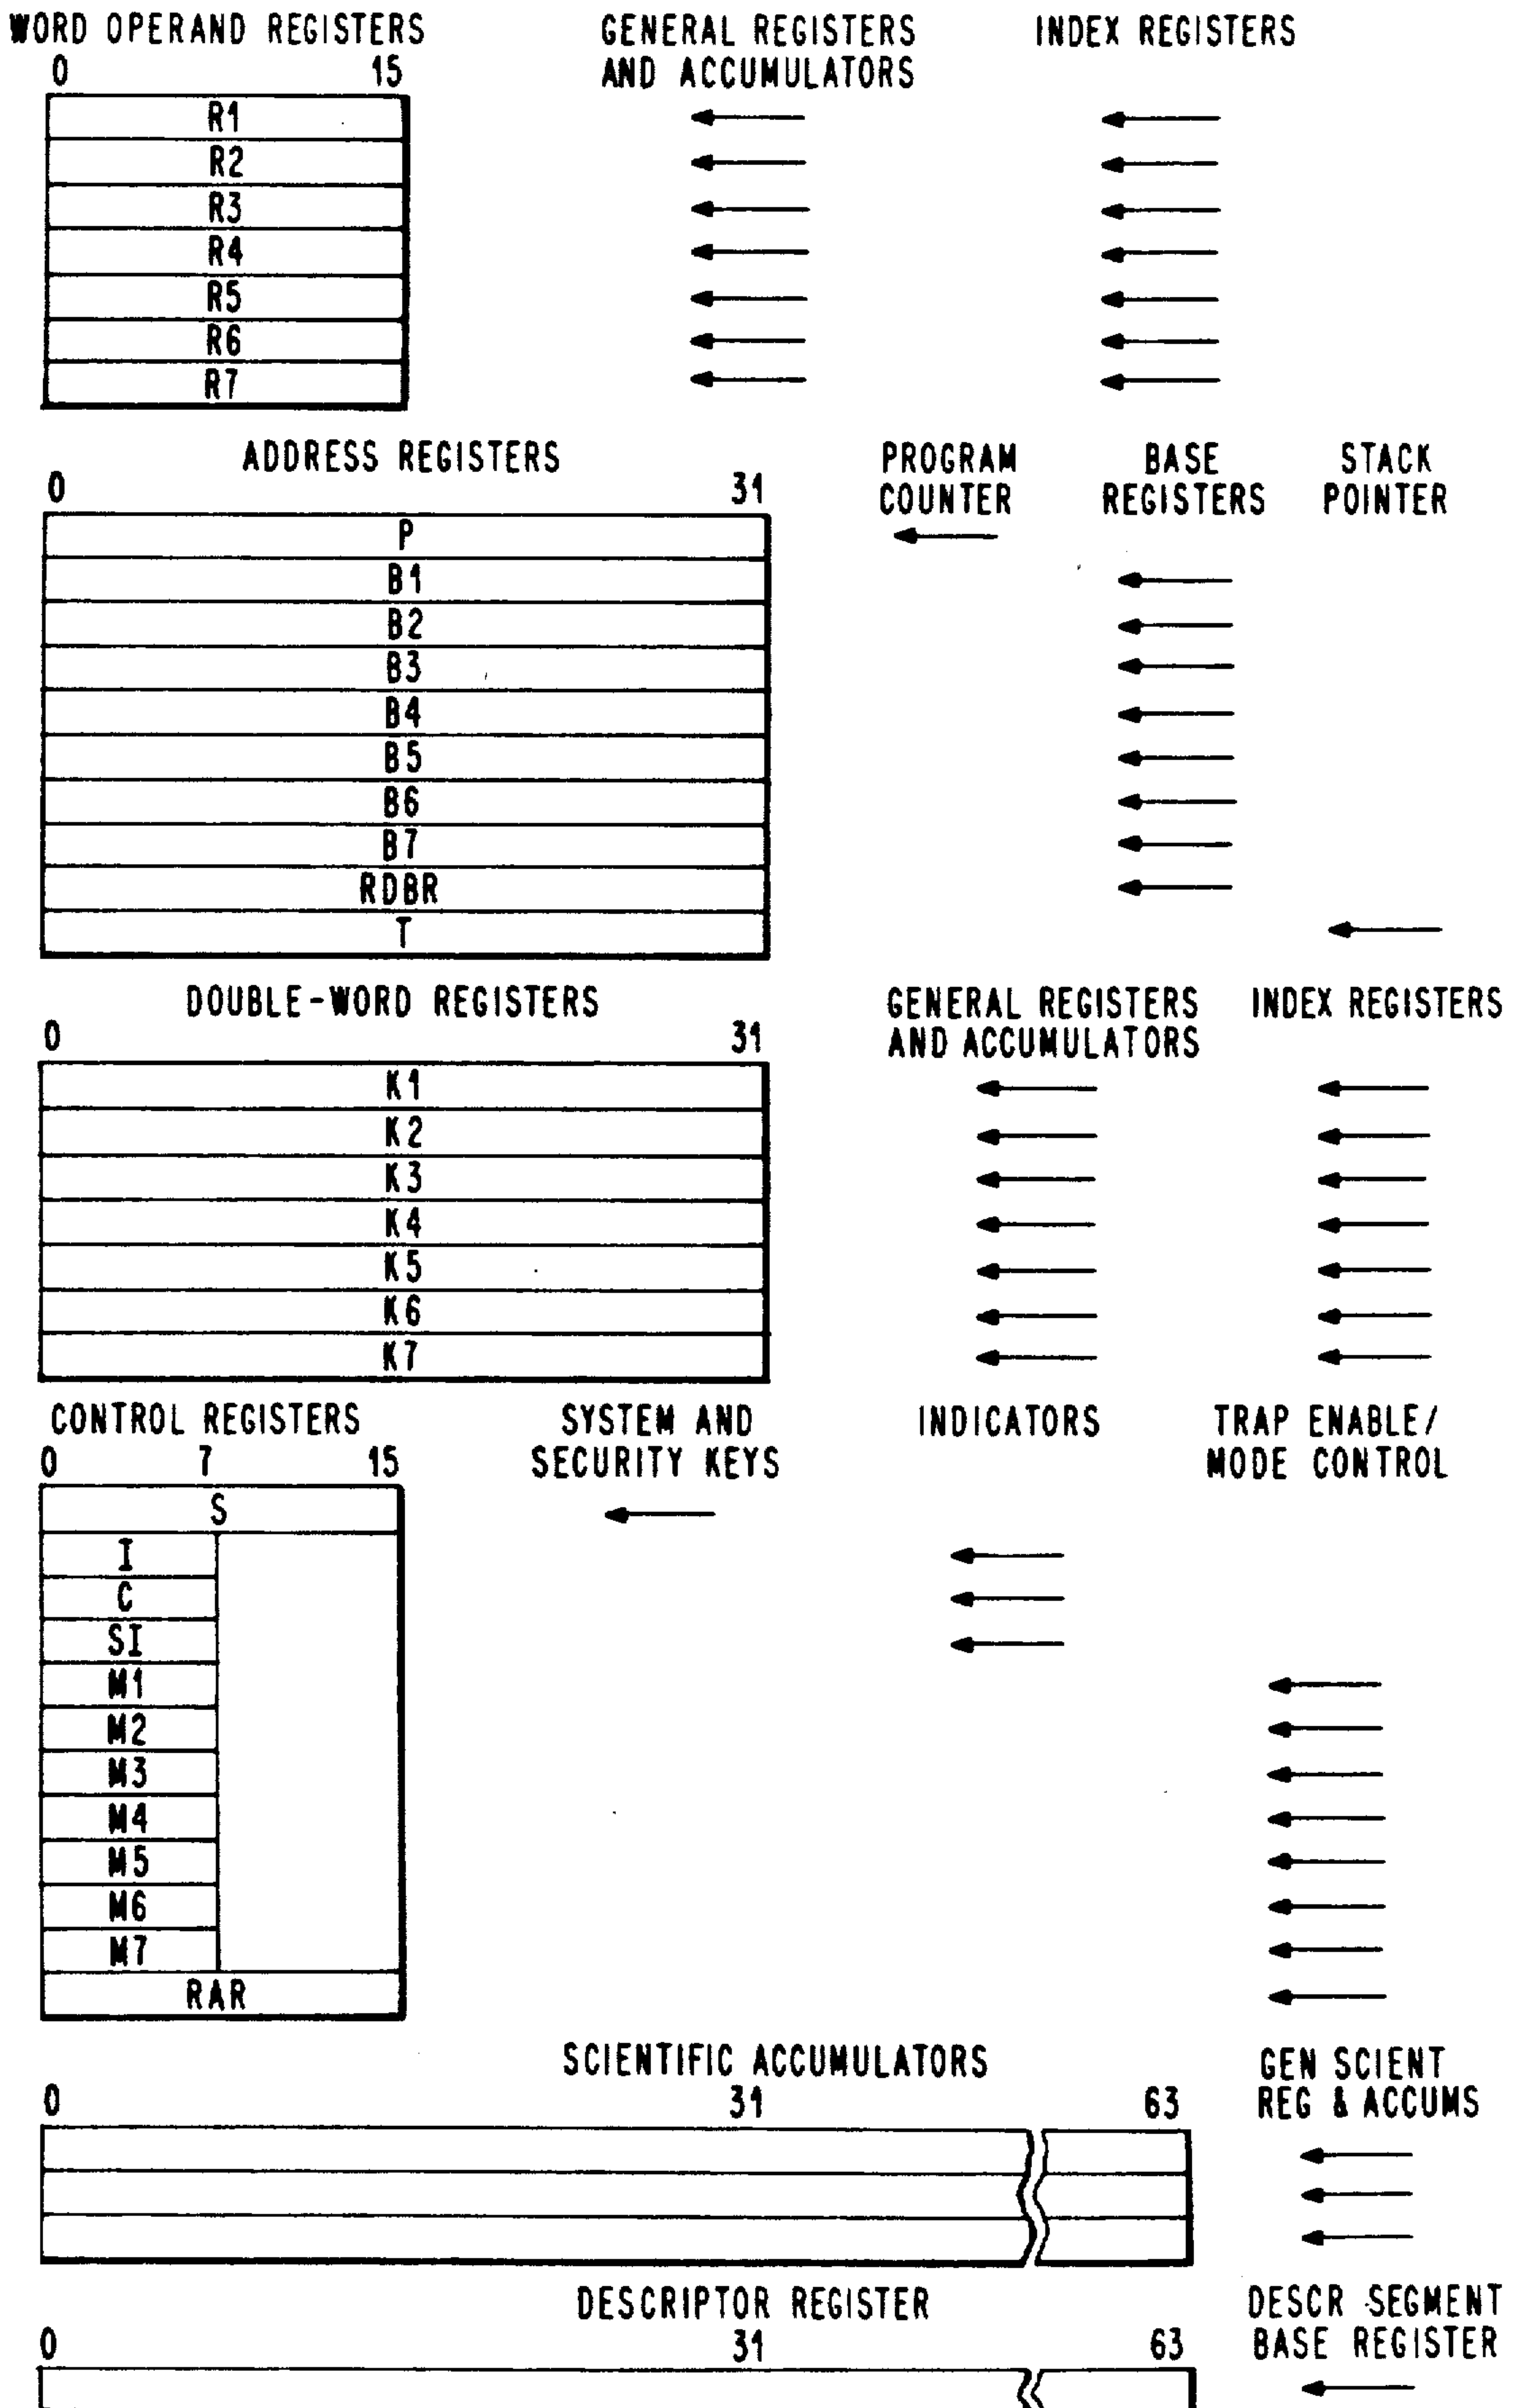 WORD OPERAND REGISTERS
GENERAL REGISTERS
AND ACCUMULATORS
INDEX REGISTERS
0 15
R1
R2
R3
R4
R5
R6
R7
ADDRESS REGISTERS
0 31
PROGRAM
COUNTER
BASE
REGISTERS
STACK
POINTER
P
B1
B2
B3
B4
B5
B6
B7
RDBR
T
DOUBLE-WORD REGISTERS
0 31
GENERAL REGISTERS
AND ACCUMULATORS
INDEX REGISTERS
K1
K2
K3
K4
K5
K6
K7
CONTROL REGISTERS
0 7 15
SYSTEM AND
SECURITY KEYS
INDICATORS
TRAP ENABLE/
MODE CONTROL
S
I
C
SI
M1
M2
M3
M4
M5
M6
M7
RAR
SCIENTIFIC ACCUMULATORS
0 31 63
GEN SCIENT
REG & ACCUMS
DESCRIPTOR REGISTER
0 31 63
DESCR SEGMENT
BASE REGISTER